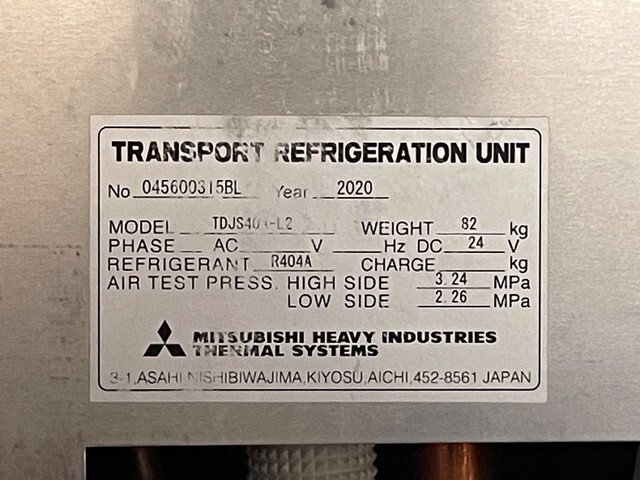 TRANSPORT REFRIGERATION UNIT
No 045600315BL Year 2020
MODEL WEIGHT 82 kg
PHASE AC V Hz DC 24 V
REFRIGERANT R404A CHARGE kg
AIR TEST PRESS. HIGH SIDE 3.24 MPa
LOW SIDE 2.26 MPa
MITSUBISHI HEAVY INDUSTRIES
THERMAL SYSTEMS
3-1,ASAHI,NISHIBIWAJIMA,KIYOSU,AICHI,452-8561 JAPAN